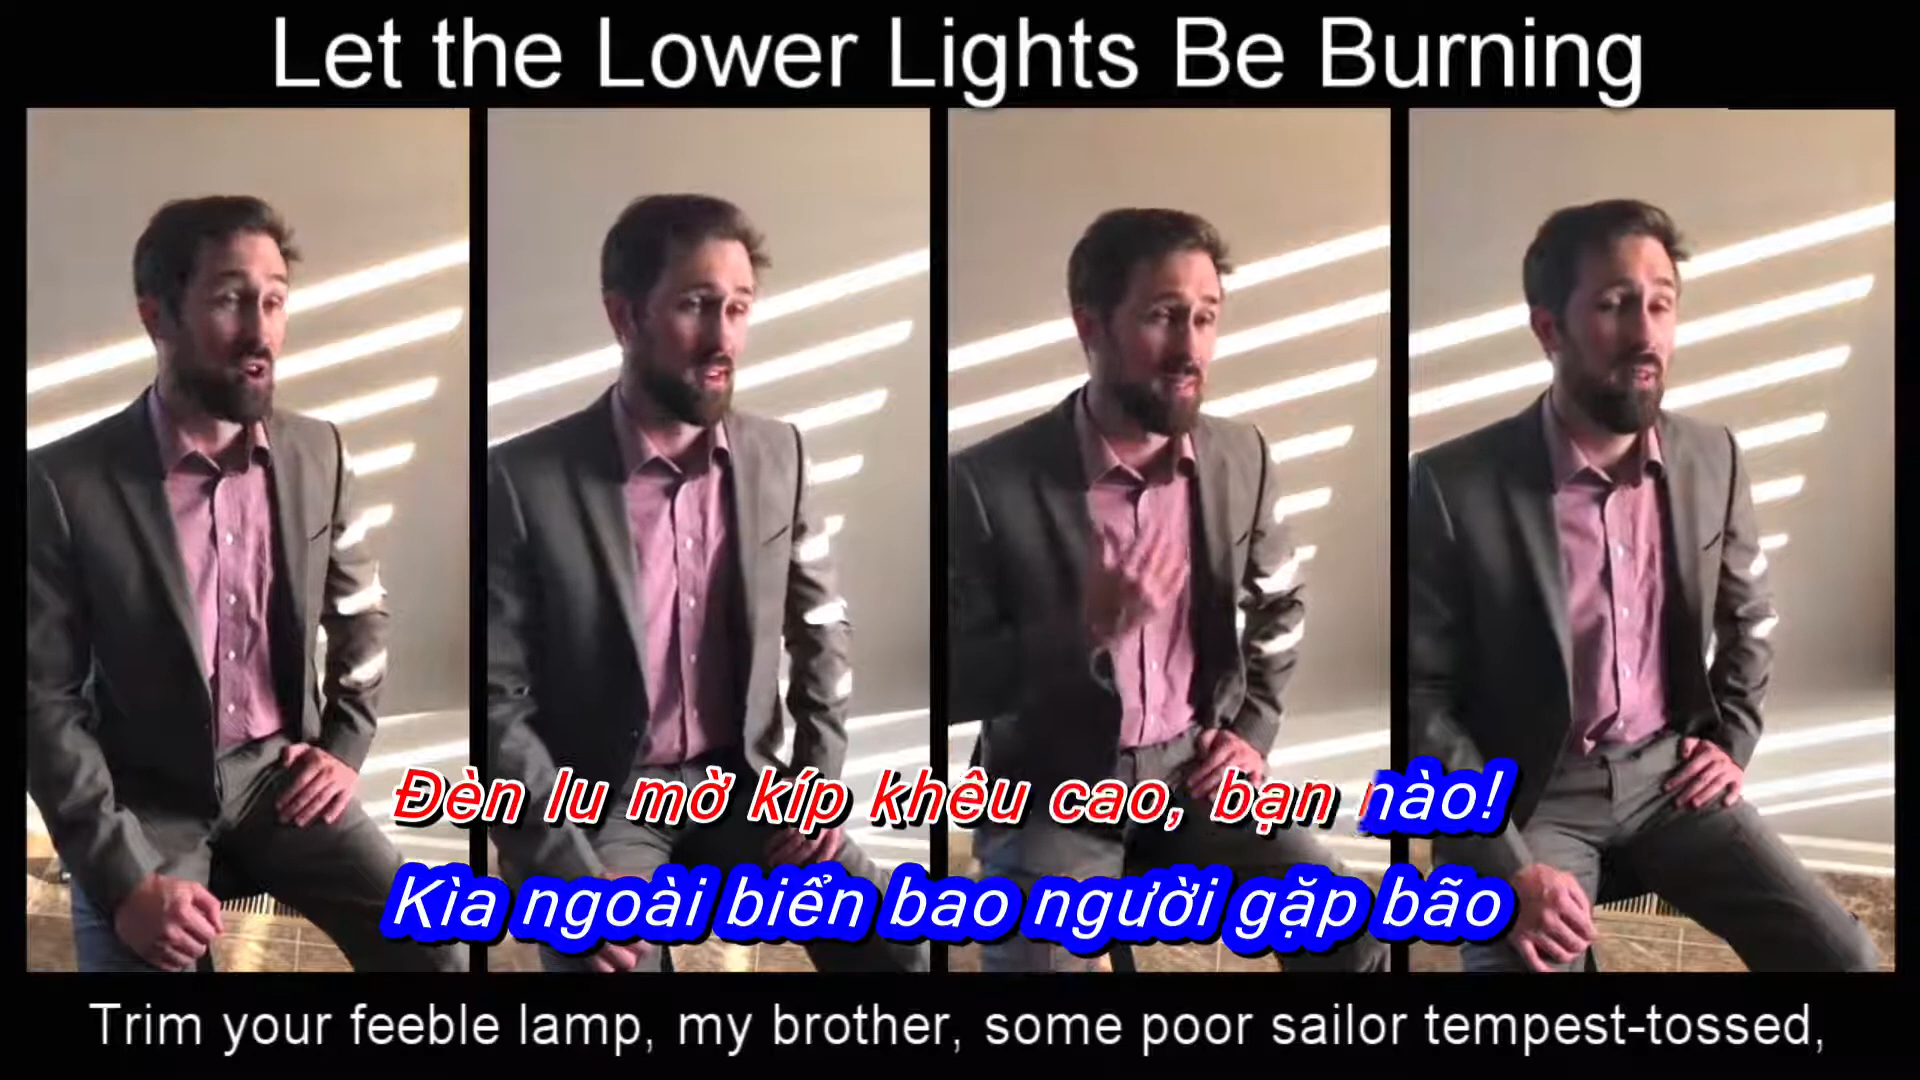 Let the Lower Lights Be Burning
Đèn lu mờ kíp khêu cao, bạn nào!
Kìa ngoài biển bao người gặp bão
Trim your feeble lamp, my brother, some poor sailor tempest-tossed,